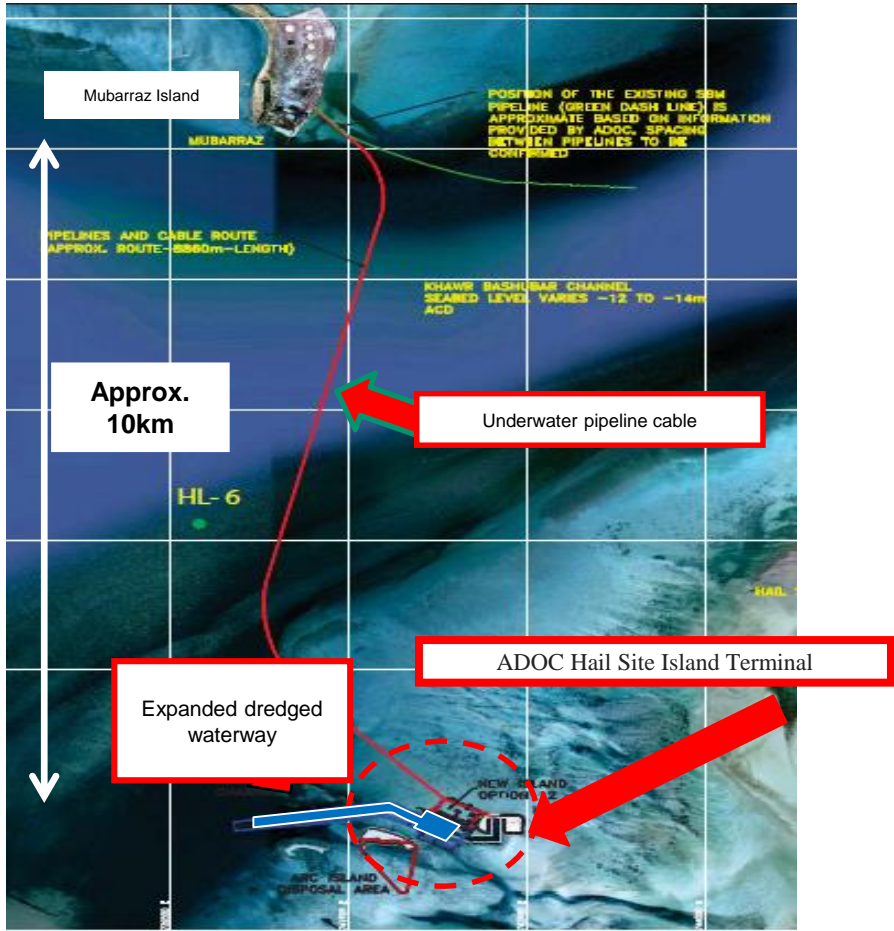 Mubarraz Island
MUBARRAZ
POSITION OF THE EXISTING SBM
PIPELINE (GREEN DASH LINE) IS
APPROXIMATE BASED ON INFORMATION
PROVIDED BY ADOC. SPACING
BETWEEN PIPELINES TO BE
CONFIRMED
PIPELINES AND CABLE ROUTE
(APPROX. ROUTE-8860m-LENGTH)
KHAWR BASHUBAR CHANNEL
SEABED LEVEL VARIES -12 TO -14m
ACD
Approx.
10km
Underwater pipeline cable
HL-6
HAIL
ADOC Hail Site Island Terminal
Expanded dredged
waterway
NEW ISLAND
OPTION 2
ARC ISLAND
DISPOSAL AREA